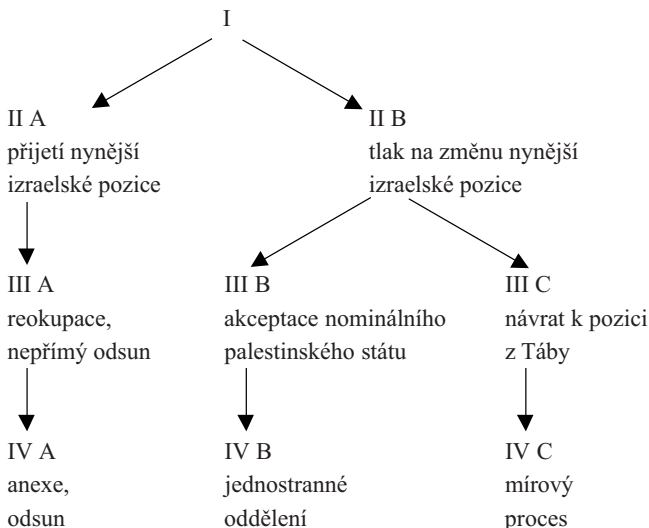 I
II A
přijetí nynější
izraelské pozice
II B
tlak na změnu nynější
izraelské pozice
III A
reokupace,
nepřímý odsun
III B
akceptace nominálního
palestinského státu
III C
návrat k pozici
z Táby
IV A
anexe,
odsun
IV B
jednostranné
oddělení
IV C
mírový
proces